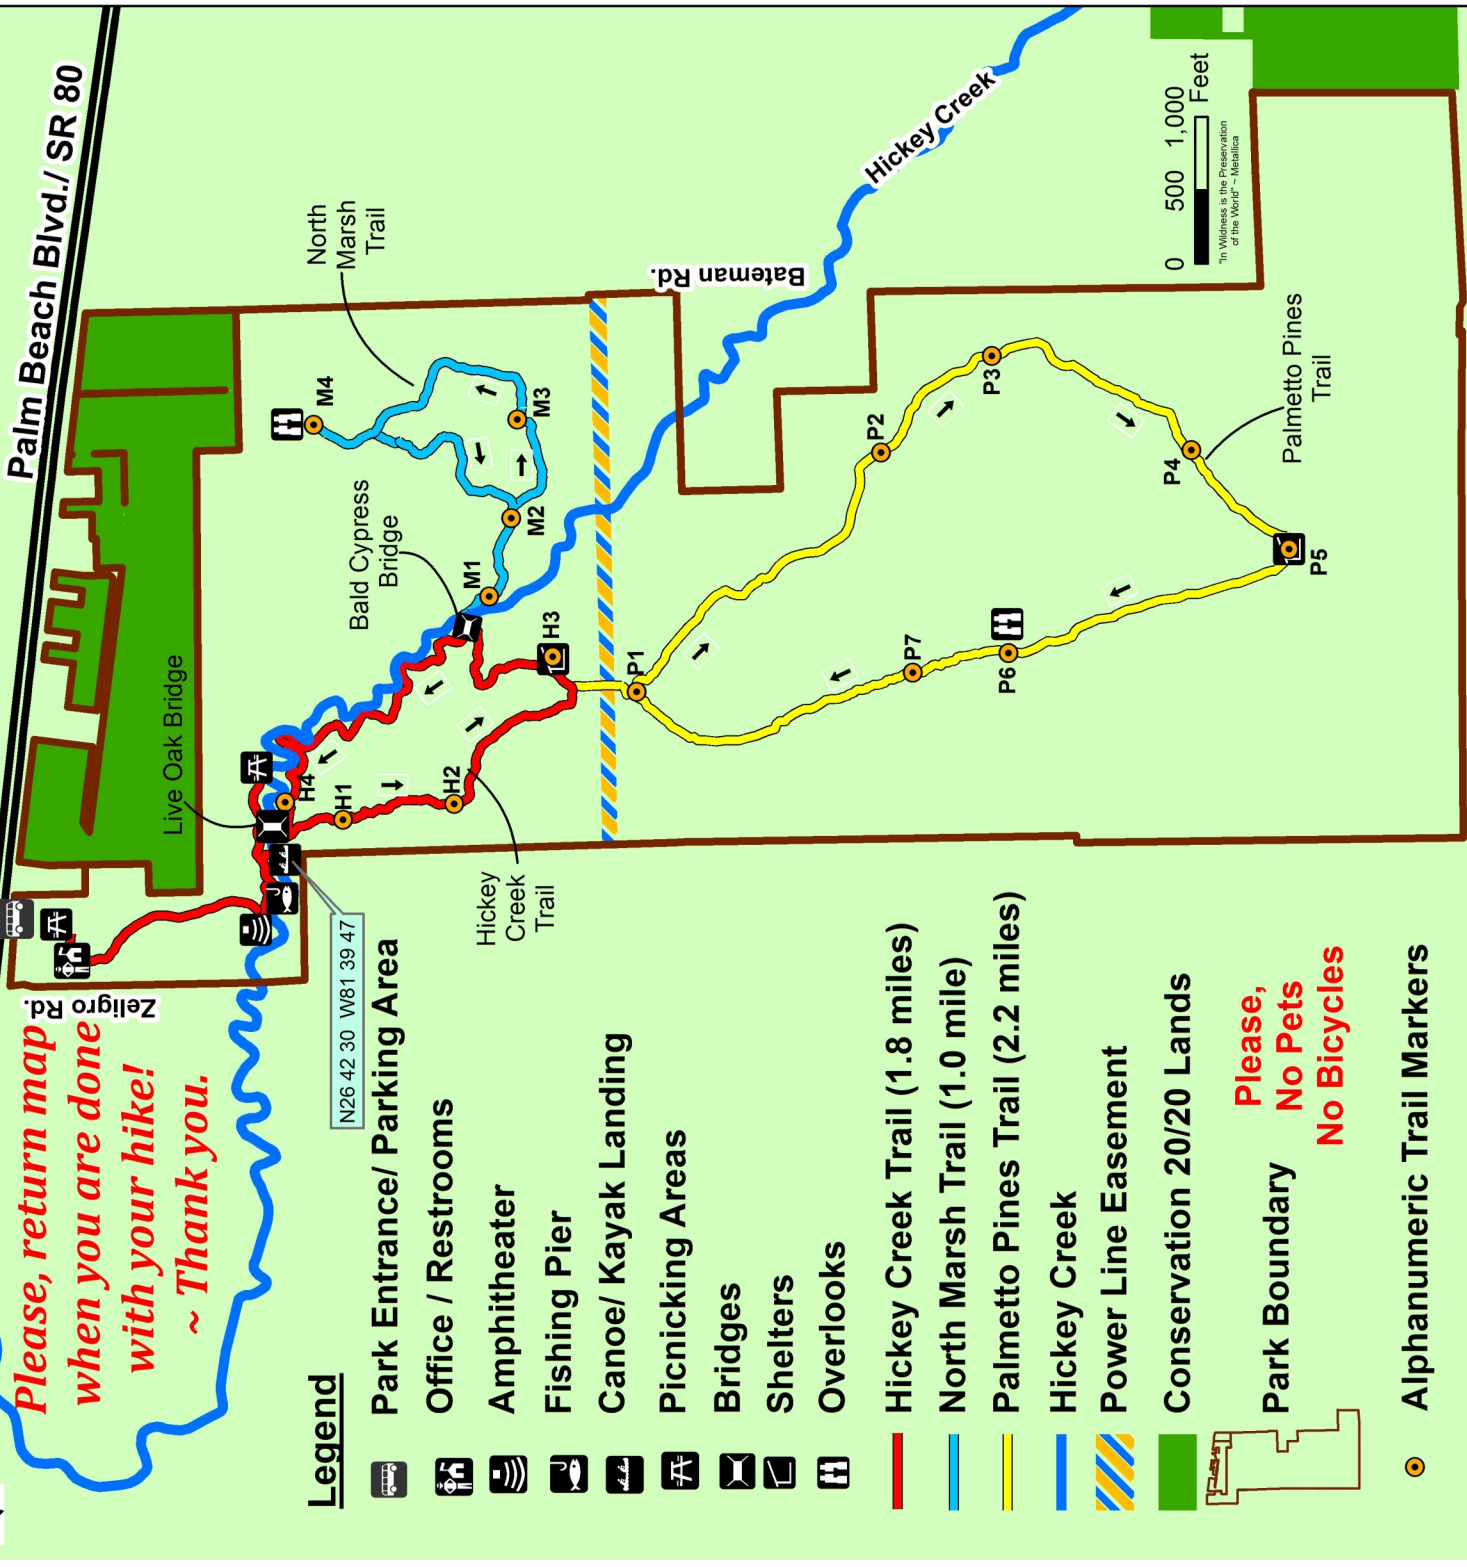 Palm Beach Blvd./ SR 80
Zeligro Rd.
Please, return map
when you are done
with your hike!
~ Thank you.
Live Oak Bridge
North
Marsh
Trail
M4
M3
M2
M1
Bald Cypress
Bridge
H4
H1
H2
H3
Hickey
Creek
Trail
N26 42 30 W81 39 47
Bateman Rd.
Hickey Creek
P1
P2
P3
P4
P5
P6
P7
Palmetto Pines
Trail
0 500 1,000
Feet
"In Wildness is the Preservation
of the World" ~ Metallica
Legend
Park Entrance/ Parking Area
Office / Restrooms
Amphitheater
Fishing Pier
Canoe/ Kayak Landing
Picnicking Areas
Bridges
Shelters
Overlooks
Hickey Creek Trail (1.8 miles)
North Marsh Trail (1.0 mile)
Palmetto Pines Trail (2.2 miles)
Hickey Creek
Power Line Easement
Conservation 20/20 Lands
Park Boundary
Please,
No Pets
No Bicycles
Alphanumeric Trail Markers